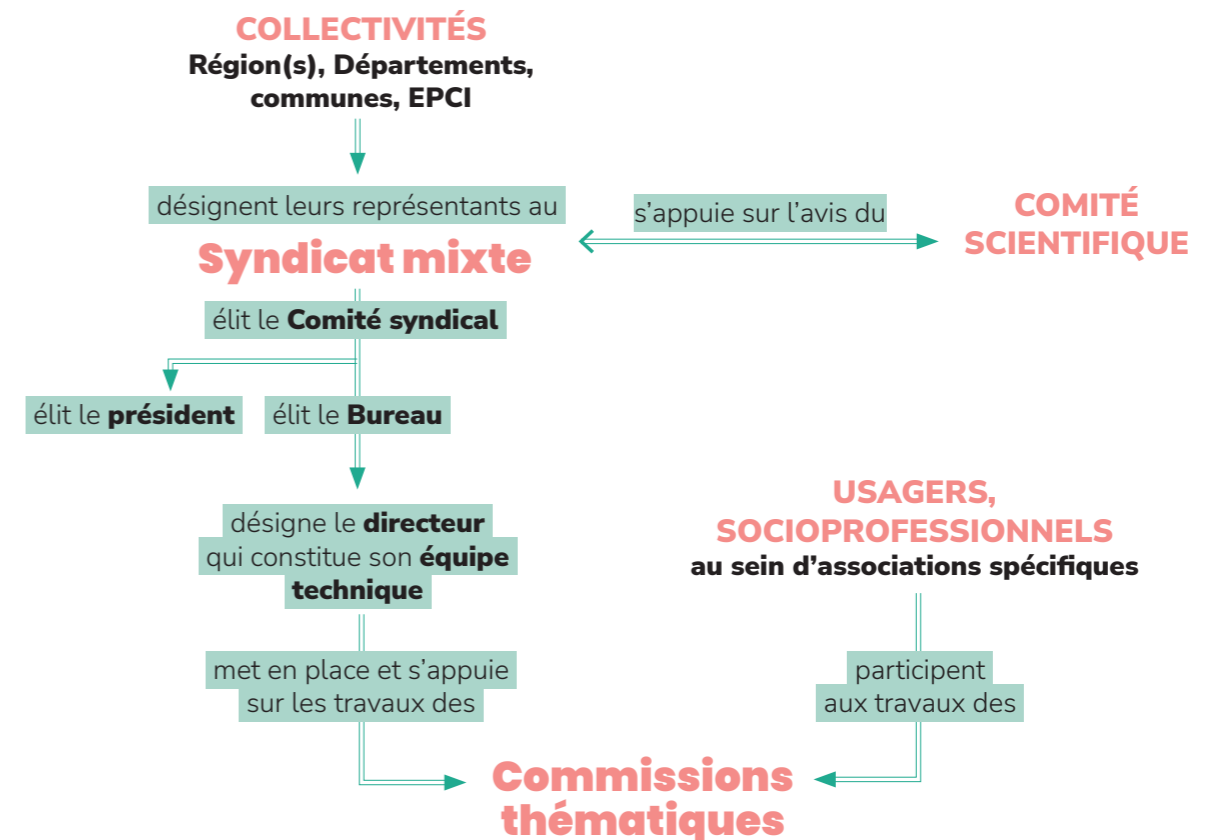 COLLECTIVITÉS
Région(s), Départements,
communes, EPCI
désignent leurs représentants au
Syndicat mixte
s’appuie sur l’avis du
COMITÉ
SCIENTIFIQUE
élit le Comité syndical
élit le président
élit le Bureau
désigne le directeur
qui constitue son équipe
technique
met en place et s’appuie
sur les travaux des
USAGERS,
SOCIOPROFESSIONNELS
au sein d’associations spécifiques
participent
aux travaux des
Commissions
thématiques